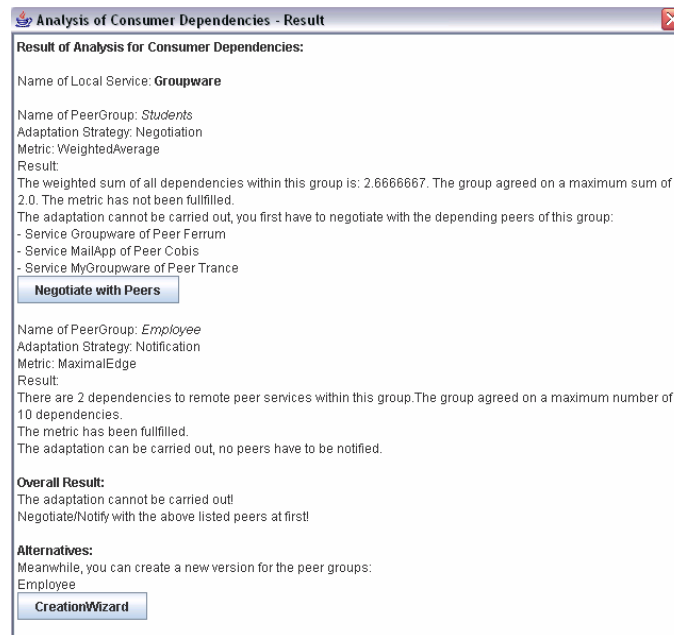 Analysis of Consumer Dependencies - Result
Result of Analysis for Consumer Dependencies:
Name of Local Service: Groupware
Name of PeerGroup: Students
Adaptation Strategy: Negotiation
Metric: WeightedAverage
Result:
The weighted sum of all dependencies within this group is: 2.6666667. The group agreed on a maximum sum of
2.0. The metric has not been fullfilled.
The adaptation cannot be carried out, you first have to negotiate with the depending peers of this group:
- Service Groupware of Peer Ferrum
- Service MailApp of Peer Cobis
- Service MyGroupware of Peer Trance
Negotiate with Peers
Name of PeerGroup: Employee
Adaptation Strategy: Notification
Metric: MaximalEdge
Result:
There are 2 dependencies to remote peer services within this group.The group agreed on a maximum number of
10 dependencies.
The metric has been fullfilled.
The adaptation can be carried out, no peers have to be notified.
Overall Result:
The adaptation cannot be carried out!
Negotiate/Notify with the above listed peers at first!
Alternatives:
Meanwhile, you can create a new version for the peer groups:
Employee
CreationWizard